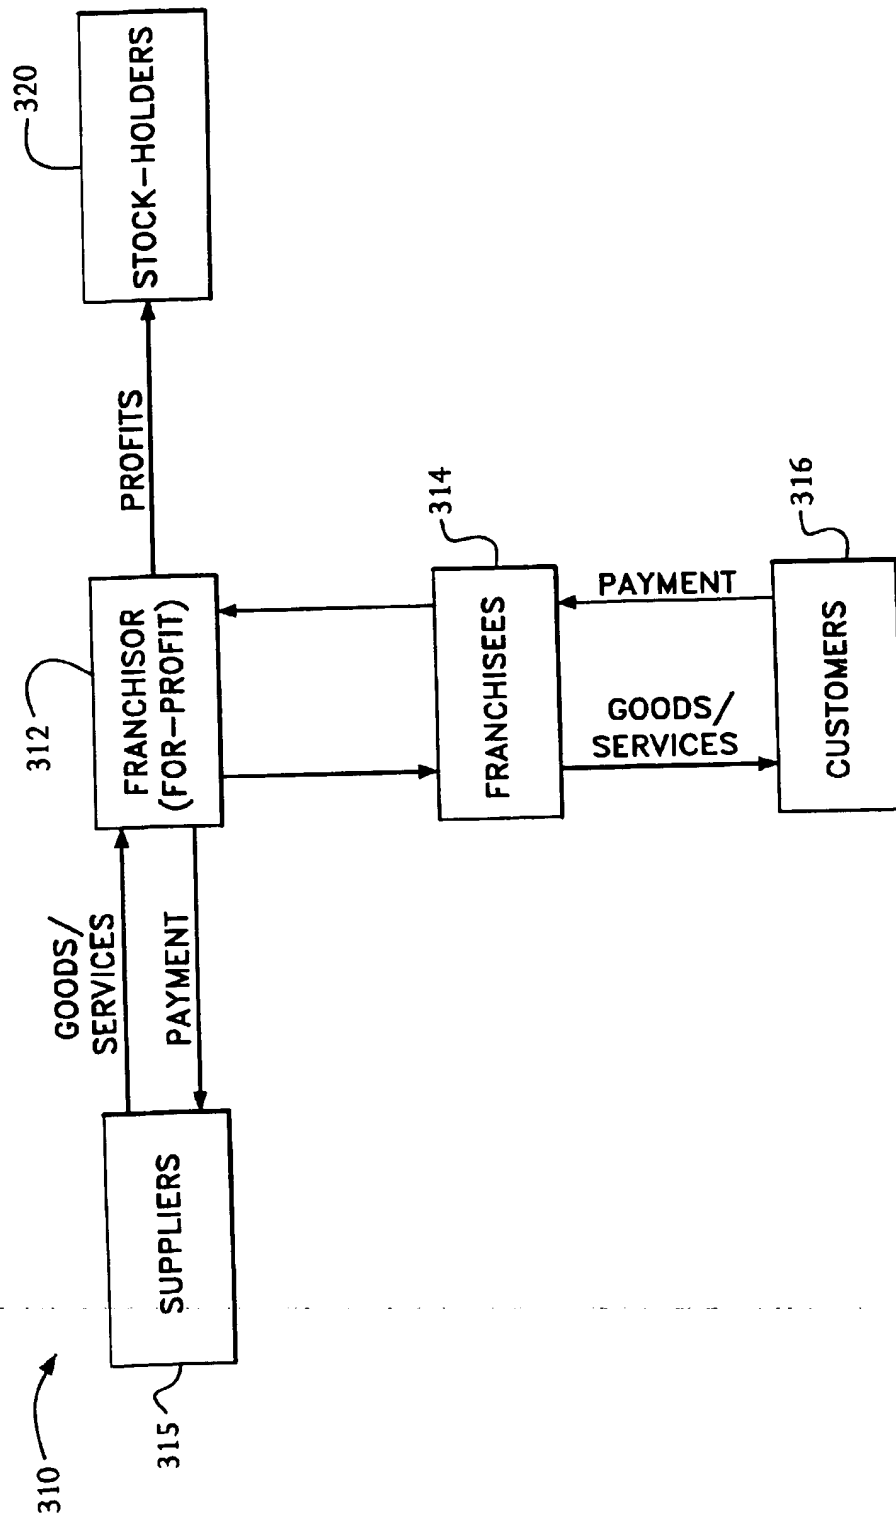 310
315
SUPPLIERS
GOODS/
SERVICES
PAYMENT
312
FRANCHISOR
(FOR-PROFIT)
PROFITS
320
STOCK-HOLDERS
314
FRANCHISEES
GOODS/
SERVICES
PAYMENT
316
CUSTOMERS